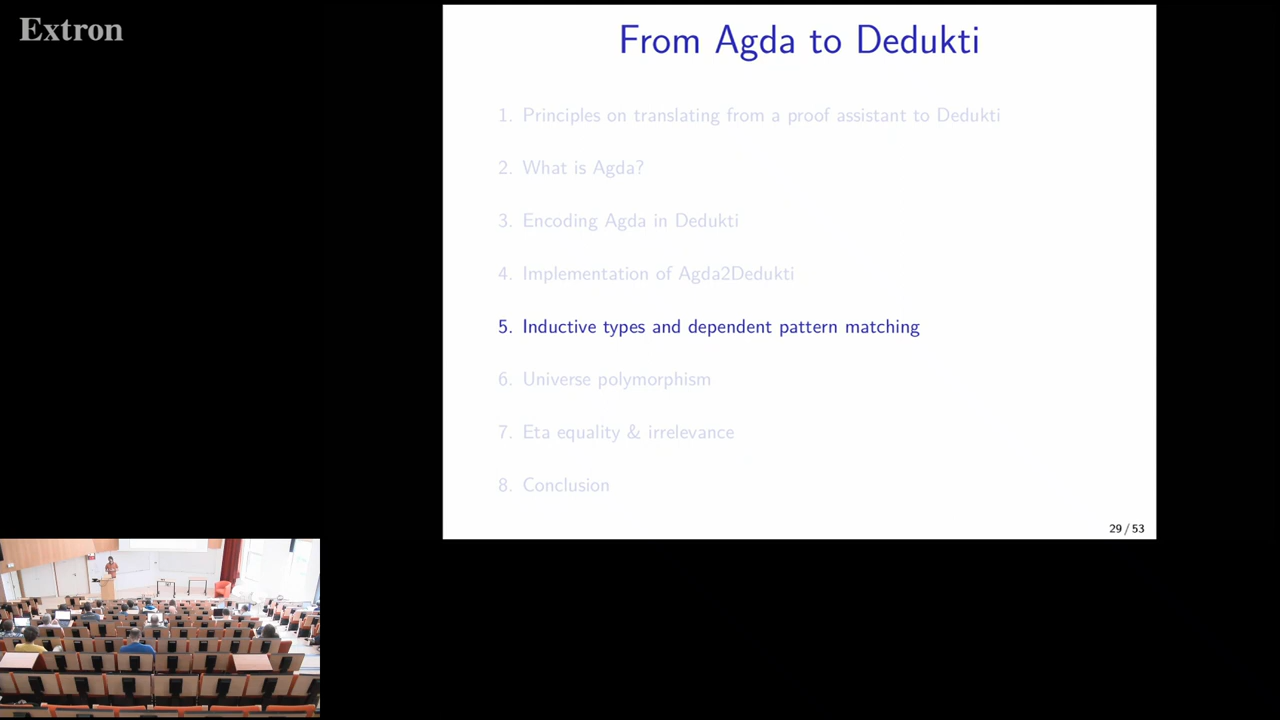 Extron
From Agda to Dedukti
1. Principles on translating from a proof assistant to Dedukti
2. What is Agda?
3. Encoding Agda in Dedukti
4. Implementation of Agda2Dedukti
5. Inductive types and dependent pattern matching
6. Universe polymorphism
7. Eta equality & irrelevance
8. Conclusion
29 / 53